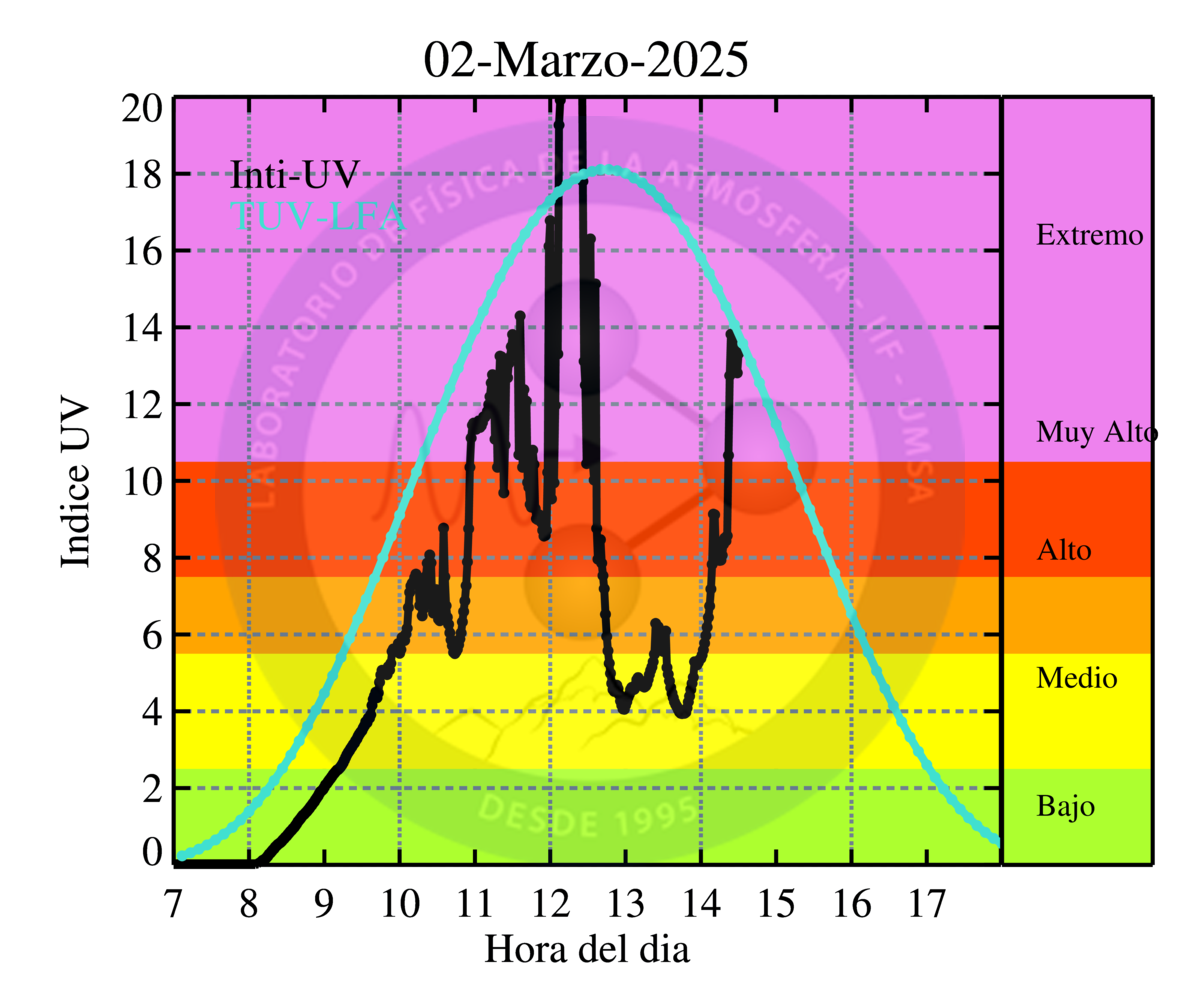 02-Marzo-2025
20
18
16
14
12
10
8
6
4
2
0
Indice UV
Inti-UV
TUV-LFA
LABORATORIO DE FÍSICA DE LA ATMÓSFERA - IIF - UMSA
DESDE 1995
Extremo
Muy Alto
Alto
Medio
Bajo
7 8 9 10 11 12 13 14 15 16 17
Hora del dia